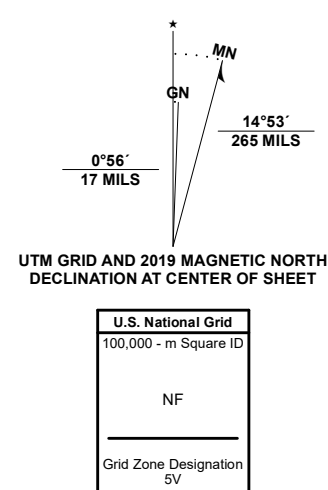 ★
MN
GN
14°53´
265 MILS
0°56´
17 MILS
UTM GRID AND 2019 MAGNETIC NORTH
DECLINATION AT CENTER OF SHEET
U.S. National Grid
100,000 - m Square ID
NF
Grid Zone Designation
5V